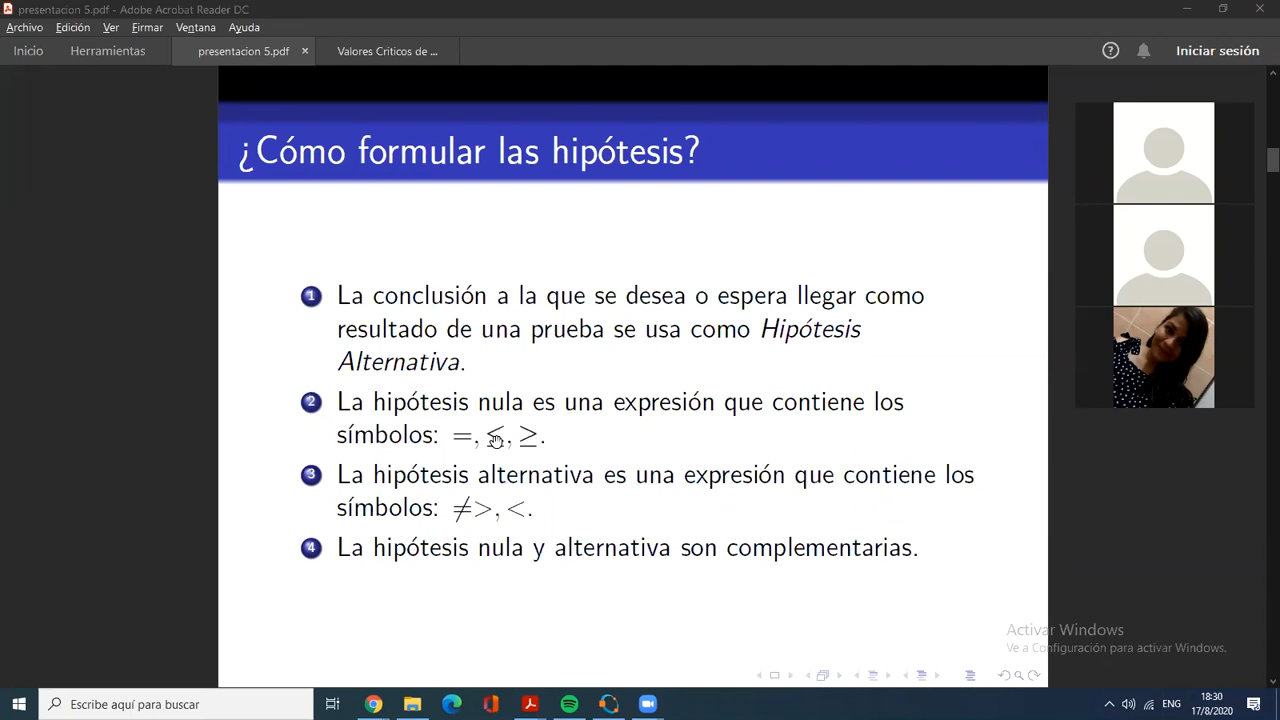 presentacion 5.pdf - Adobe Acrobat Reader DC
Archivo Edición Ver Firmar Ventana Ayuda
Inicio Herramientas presentacion 5.pdf × Valores Criticos de ... Iniciar sesión
¿Cómo formular las hipótesis?
1 La conclusión a la que se desea o espera llegar como
resultado de una prueba se usa como Hipótesis
Alternativa.
2 La hipótesis nula es una expresión que contiene los
símbolos: =, ≤, ≥.
3 La hipótesis alternativa es una expresión que contiene los
símbolos: ≠>, <.
4 La hipótesis nula y alternativa son complementarias.
Activar Windows
Ve a Configuración para activar Windows.
Escribe aquí para buscar
18:30
17/8/2020